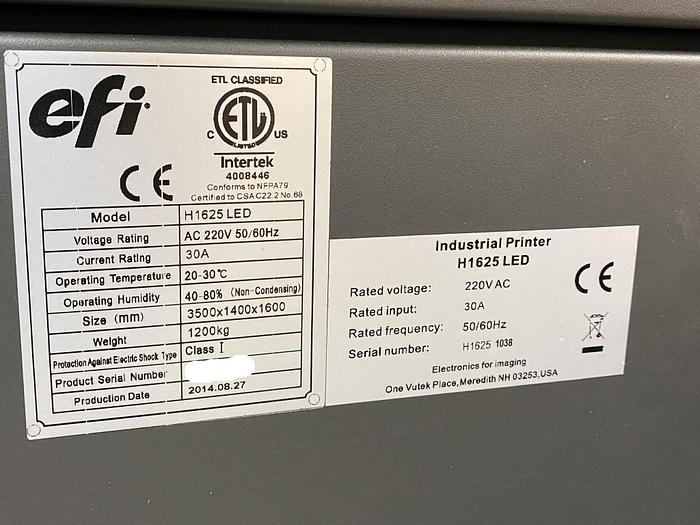 efi
ETL CLASSIFIED
C ETL US
LISTED
Intertek
4008446
Conforms to NFPA79
Certified to CSA C22.2 No.68
CE
Model H1625 LED
Voltage Rating AC 220V 50/60Hz
Current Rating 30A
Operating Temperature 20-30℃
Operating Humidity 40-80% (Non-Condensing)
Size (mm) 3500x1400x1600
Weight 1200kg
Protection Against Electric Shock Type Class I
Product Serial Number
Production Date 2014.08.27
Industrial Printer
H1625 LED
CE
Rated voltage: 220V AC
Rated input: 30A
Rated frequency: 50/60Hz
Serial number: H1625 1038
Electronics for imaging
One Vutek Place, Meredith NH 03253, USA